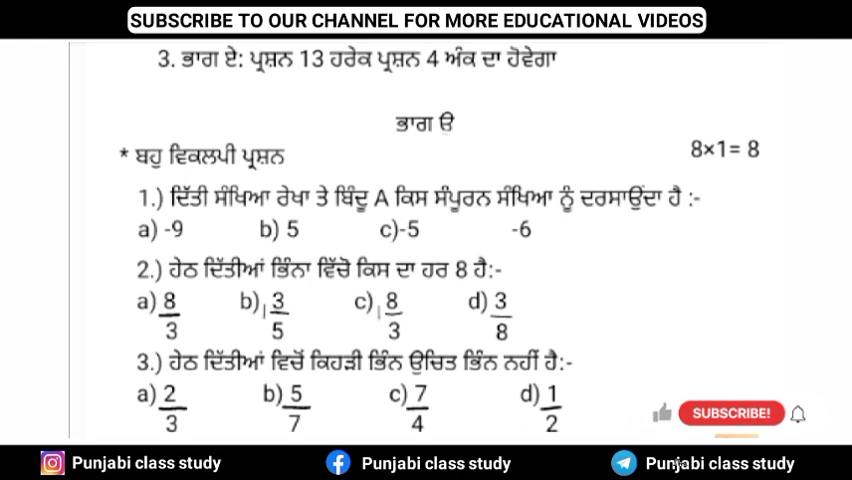 SUBSCRIBE TO OUR CHANNEL FOR MORE EDUCATIONAL VIDEOS
3. ਭਾਗ ਏ: ਪ੍ਰਸ਼ਨ 13 ਹਰੇਕ ਪ੍ਰਸ਼ਨ 4 ਅੰਕ ਦਾ ਹੋਵੇਗਾ
ਭਾਗ ੳ
* ਬਹੁ ਵਿਕਲਪੀ ਪ੍ਰਸ਼ਨ 8×1= 8
1.) ਦਿੱਤੀ ਸੰਖਿਆ ਰੇਖਾ ਤੇ ਬਿੰਦੂ A ਕਿਸ ਸੰਪੂਰਨ ਸੰਖਿਆ ਨੂੰ ਦਰਸਾਉਂਦਾ ਹੈ :-
a) -9 b) 5 c)-5 -6
2.) ਹੇਠ ਦਿੱਤੀਆਂ ਭਿੰਨਾ ਵਿੱਚੋ ਕਿਸ ਦਾ ਹਰ 8 ਹੈ:-
a) 8/3 b) 3/5 c) 8/3 d) 3/8
3.) ਹੇਠ ਦਿੱਤੀਆਂ ਵਿਚੋਂ ਕਿਹੜੀ ਭਿੰਨ ਉਚਿਤ ਭਿੰਨ ਨਹੀਂ ਹੈ:-
a) 2/3 b) 5/7 c) 7/4 d) 1/2
SUBSCRIBE!
Punjabi class study Punjabi class study Punjabi class study